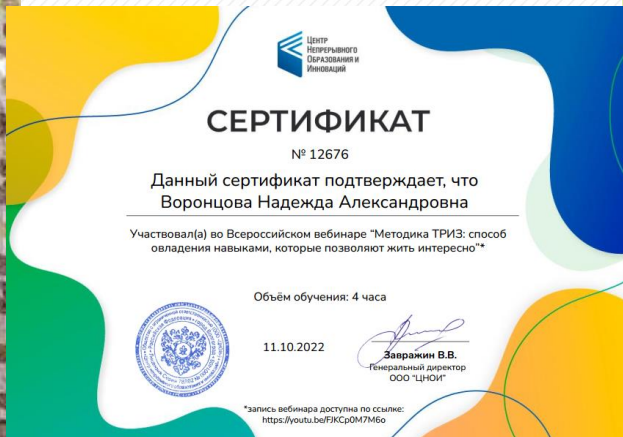 ЦЕНТР
НЕПРЕРЫВНОГО
ОБРАЗОВАНИЯ И
ИННОВАЦИЙ
СЕРТИФИКАТ
№ 12676
Данный сертификат подтверждает, что
Воронцова Надежда Александровна
Участвовал(а) во Всероссийском вебинаре "Методика ТРИЗ: способ
овладения навыками, которые позволяют жить интересно"*
Объём обучения: 4 часа
11.10.2022
Завражин В.В.
Генеральный директор
ООО "ЦНОИ"
*запись вебинара доступна по ссылке:
https://youtu.be/FJKCp0M7M6o